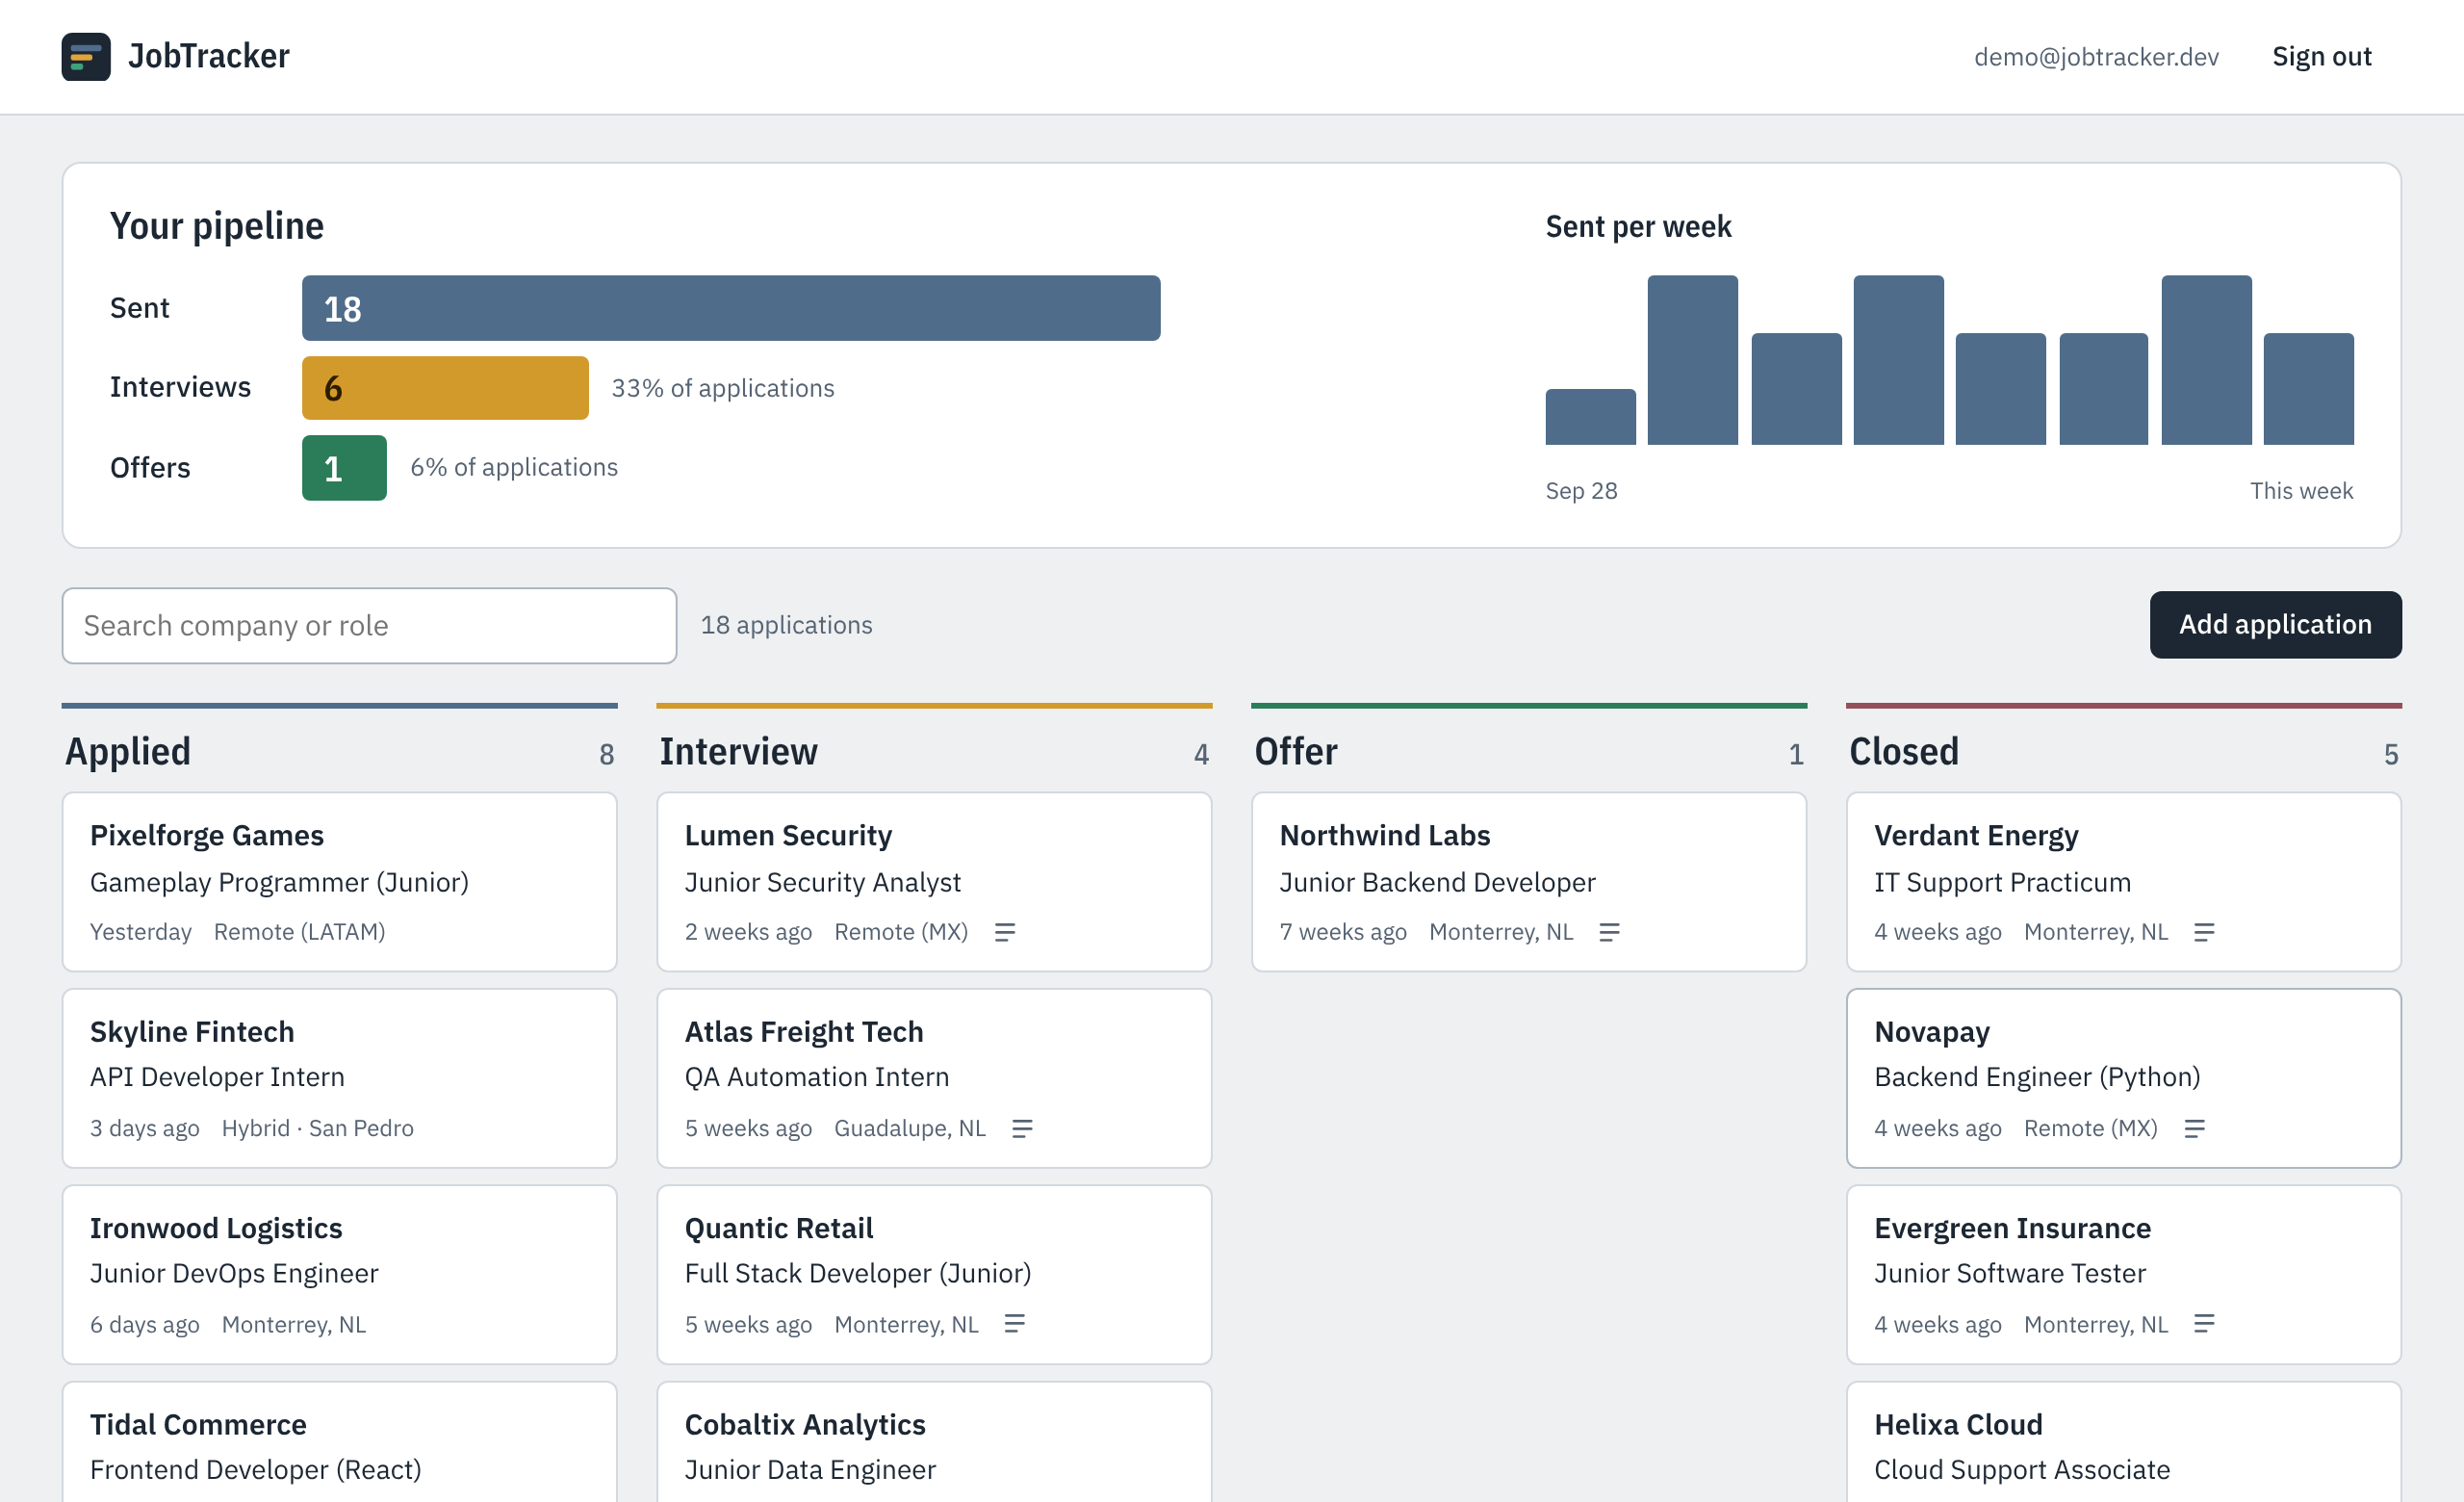 JobTracker
demo@jobtracker.dev
Sign out
Your pipeline
Sent
18
Interviews
6
33% of applications
Offers
1
6% of applications
Sent per week
Sep 28
This week
Search company or role
18 applications
Add application
Applied
8
Pixelforge Games
Gameplay Programmer (Junior)
Yesterday Remote (LATAM)
Skyline Fintech
API Developer Intern
3 days ago Hybrid · San Pedro
Ironwood Logistics
Junior DevOps Engineer
6 days ago Monterrey, NL
Tidal Commerce
Frontend Developer (React)
Interview
4
Lumen Security
Junior Security Analyst
2 weeks ago Remote (MX)
Atlas Freight Tech
QA Automation Intern
5 weeks ago Guadalupe, NL
Quantic Retail
Full Stack Developer (Junior)
5 weeks ago Monterrey, NL
Cobaltix Analytics
Junior Data Engineer
Offer
1
Northwind Labs
Junior Backend Developer
7 weeks ago Monterrey, NL
Closed
5
Verdant Energy
IT Support Practicum
4 weeks ago Monterrey, NL
Novapay
Backend Engineer (Python)
4 weeks ago Remote (MX)
Evergreen Insurance
Junior Software Tester
4 weeks ago Monterrey, NL
Helixa Cloud
Cloud Support Associate